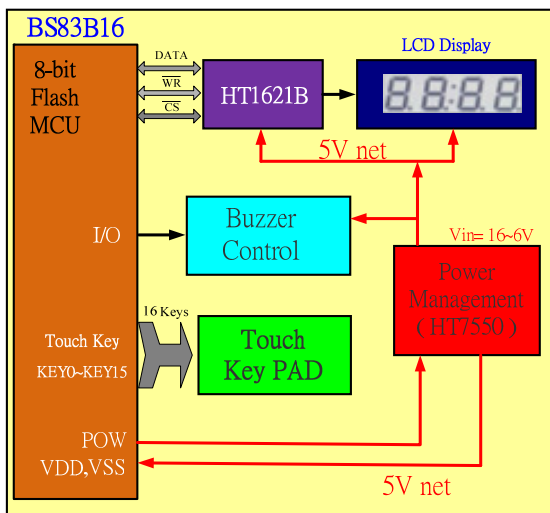 BS83B16
8-bit
Flash
MCU
DATA
WR
CS
HT1621B
LCD Display
8:8:8:8
5V net
I/O
Buzzer
Control
Vin= 16~6V
Power
Management
( HT7550 )
16 Keys
Touch Key
KEY0~KEY15
Touch
Key PAD
POW
VDD,VSS
5V net